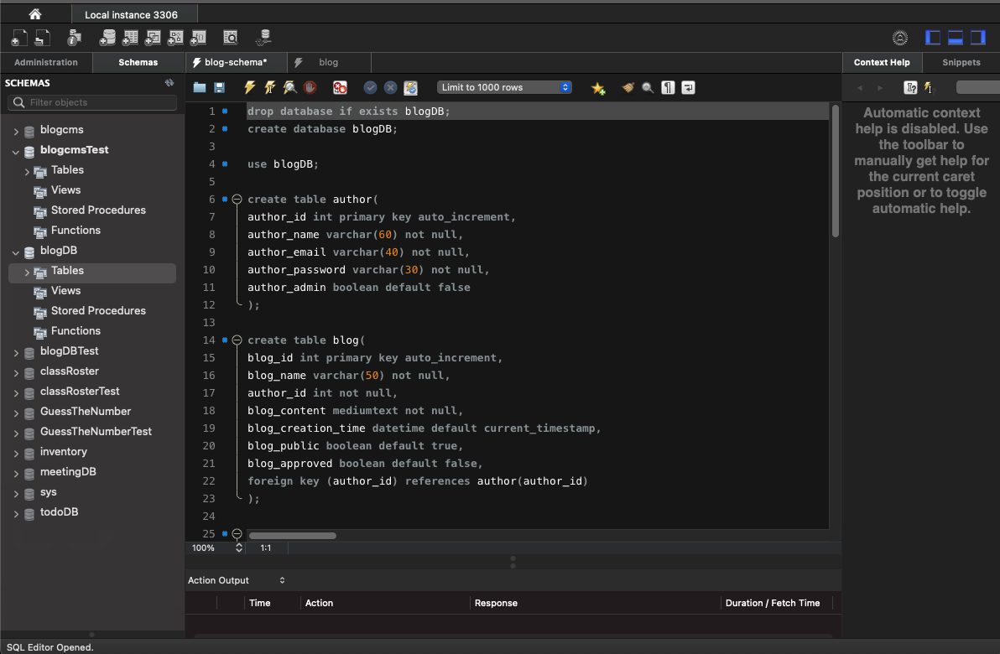 Local instance 3306
Administration
Schemas
blog-schema*
blog
Context Help
Snippets
SCHEMAS
Filter objects
Limit to 1000 rows
blogcms
blogcmsTest
Tables
Views
Stored Procedures
Functions
blogDB
Tables
Views
Stored Procedures
Functions
blogDBTest
classRoster
classRosterTest
GuessTheNumber
GuessTheNumberTest
inventory
meetingDB
sys
todoDB
1 drop database if exists blogDB;
2 create database blogDB;
3
4 use blogDB;
5
6 create table author(
7 author_id int primary key auto_increment,
8 author_name varchar(60) not null,
9 author_email varchar(40) not null,
10 author_password varchar(30) not null,
11 author_admin boolean default false
12 );
13
14 create table blog(
15 blog_id int primary key auto_increment,
16 blog_name varchar(50) not null,
17 author_id int not null,
18 blog_content mediumtext not null,
19 blog_creation_time datetime default current_timestamp,
20 blog_public boolean default true,
21 blog_approved boolean default false,
22 foreign key (author_id) references author(author_id)
23 );
24
25
100%
1:1
Automatic context
help is disabled. Use
the toolbar to
manually get help for
the current caret
position or to toggle
automatic help.
Action Output
Time
Action
Response
Duration / Fetch Time
SQL Editor Opened.